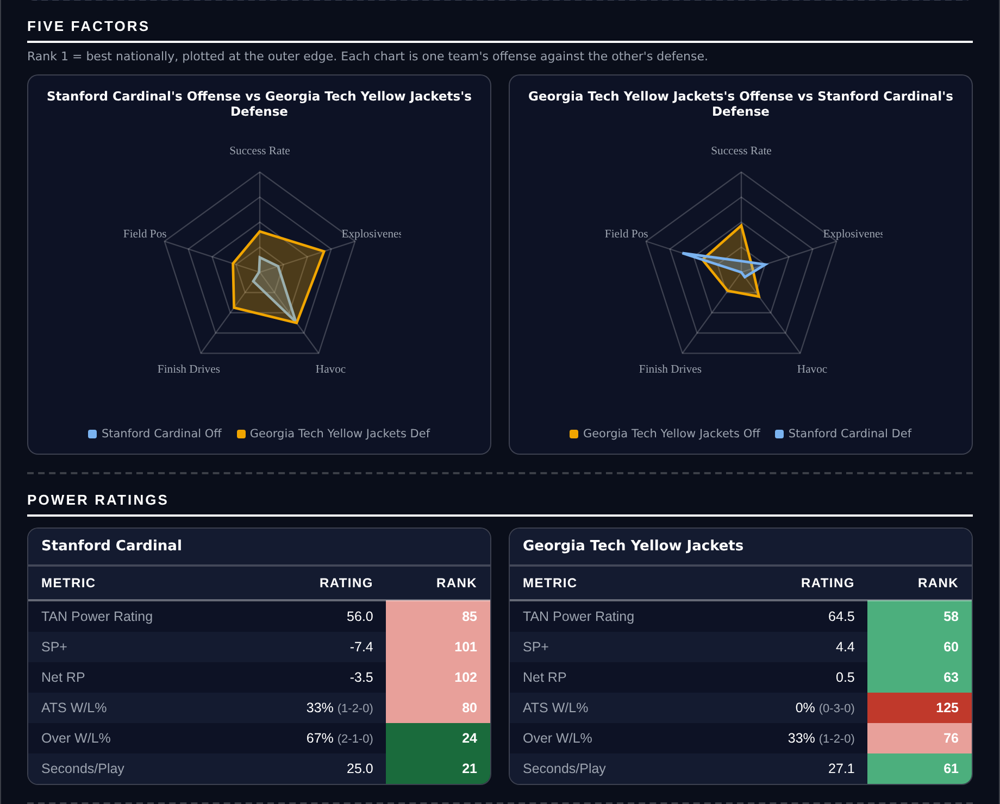 FIVE FACTORS
Rank 1 = best nationally, plotted at the outer edge. Each chart is one team's offense against the other's defense.
Stanford Cardinal's Offense vs Georgia Tech Yellow Jackets's
Defense
Success Rate
Field Pos
Explosivenes
Finish Drives
Havoc
Stanford Cardinal Off
Georgia Tech Yellow Jackets Def
Georgia Tech Yellow Jackets's Offense vs Stanford Cardinal's
Defense
Success Rate
Field Pos
Explosivenes
Finish Drives
Havoc
Georgia Tech Yellow Jackets Off
Stanford Cardinal Def
POWER RATINGS
Stanford Cardinal
METRIC RATING RANK
TAN Power Rating 56.0 85
SP+ -7.4 101
Net RP -3.5 102
ATS W/L% 33% (1-2-0) 80
Over W/L% 67% (2-1-0) 24
Seconds/Play 25.0 21
Georgia Tech Yellow Jackets
METRIC RATING RANK
TAN Power Rating 64.5 58
SP+ 4.4 60
Net RP 0.5 63
ATS W/L% 0% (0-3-0) 125
Over W/L% 33% (1-2-0) 76
Seconds/Play 27.1 61